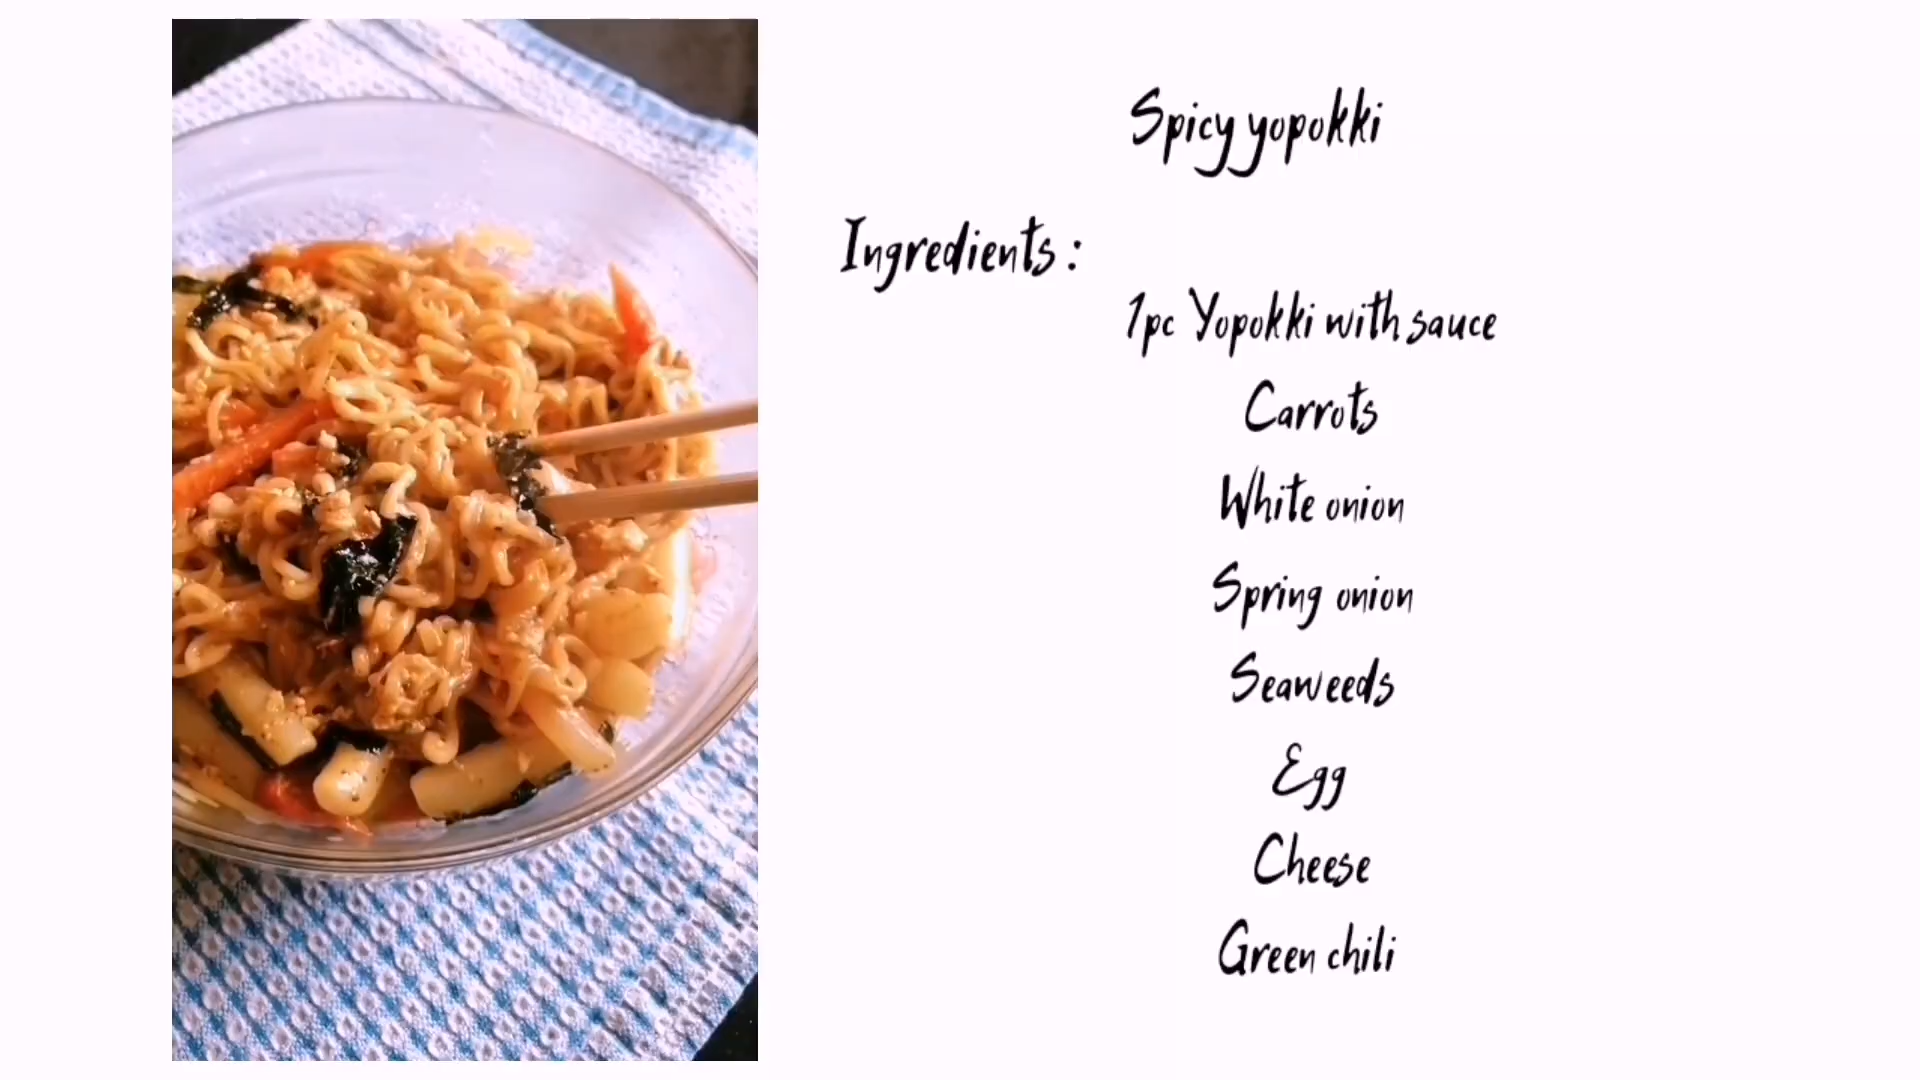 Spicy yopokki
Ingredients :
1pc Yopokki with sauce
Carrots
White onion
Spring onion
Seaweeds
Egg
Cheese
Green chili